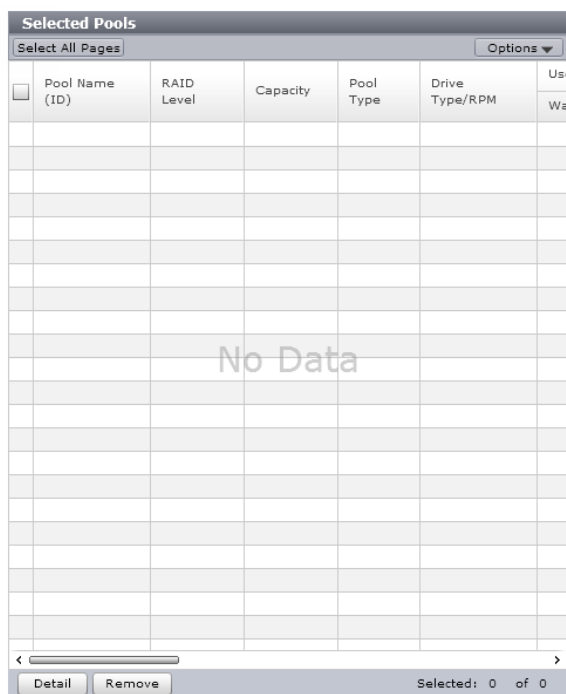 Selected Pools
Select All Pages
Options
Pool Name
(ID)
RAID
Level
Capacity
Pool
Type
Drive
Type/RPM
No Data
Detail
Remove
Selected: 0 of 0